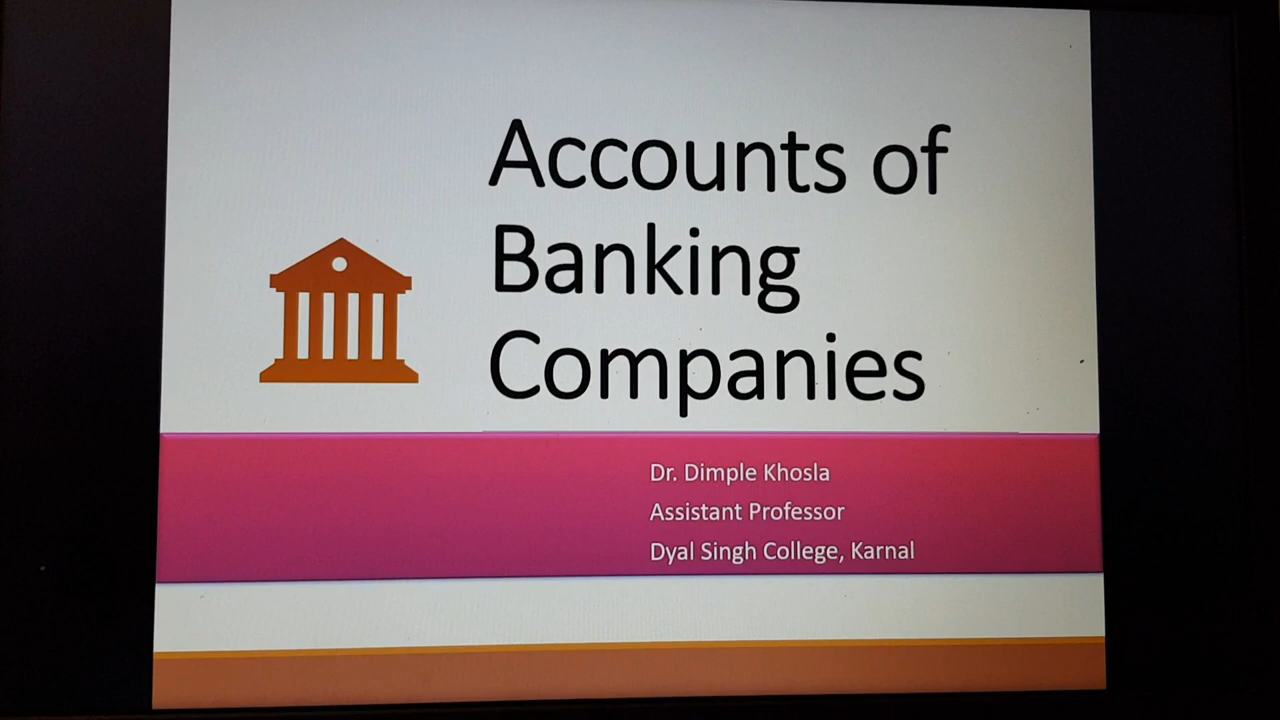 Accounts of
Banking
Companies
Dr. Dimple Khosla
Assistant Professor
Dyal Singh College, Karnal